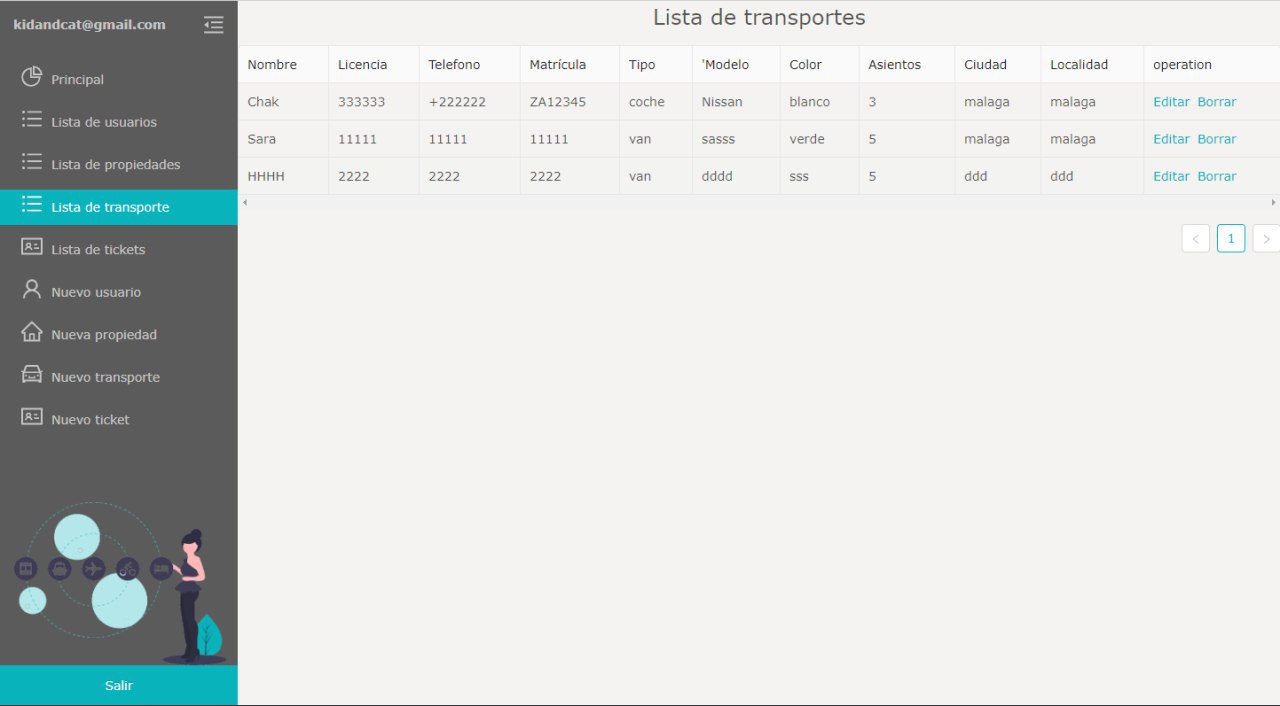 kidandcat@gmail.com
Principal
Lista de usuarios
Lista de propiedades
Lista de transporte
Lista de tickets
Nuevo usuario
Nueva propiedad
Nuevo transporte
Nuevo ticket
Salir
Lista de transportes
Nombre Licencia Telefono Matrícula Tipo 'Modelo Color Asientos Ciudad Localidad operation
Chak 333333 +222222 ZA12345 coche Nissan blanco 3 malaga malaga Editar Borrar
Sara 11111 11111 11111 van sasss verde 5 malaga malaga Editar Borrar
HHHH 2222 2222 2222 van dddd sss 5 ddd ddd Editar Borrar
< 1 >